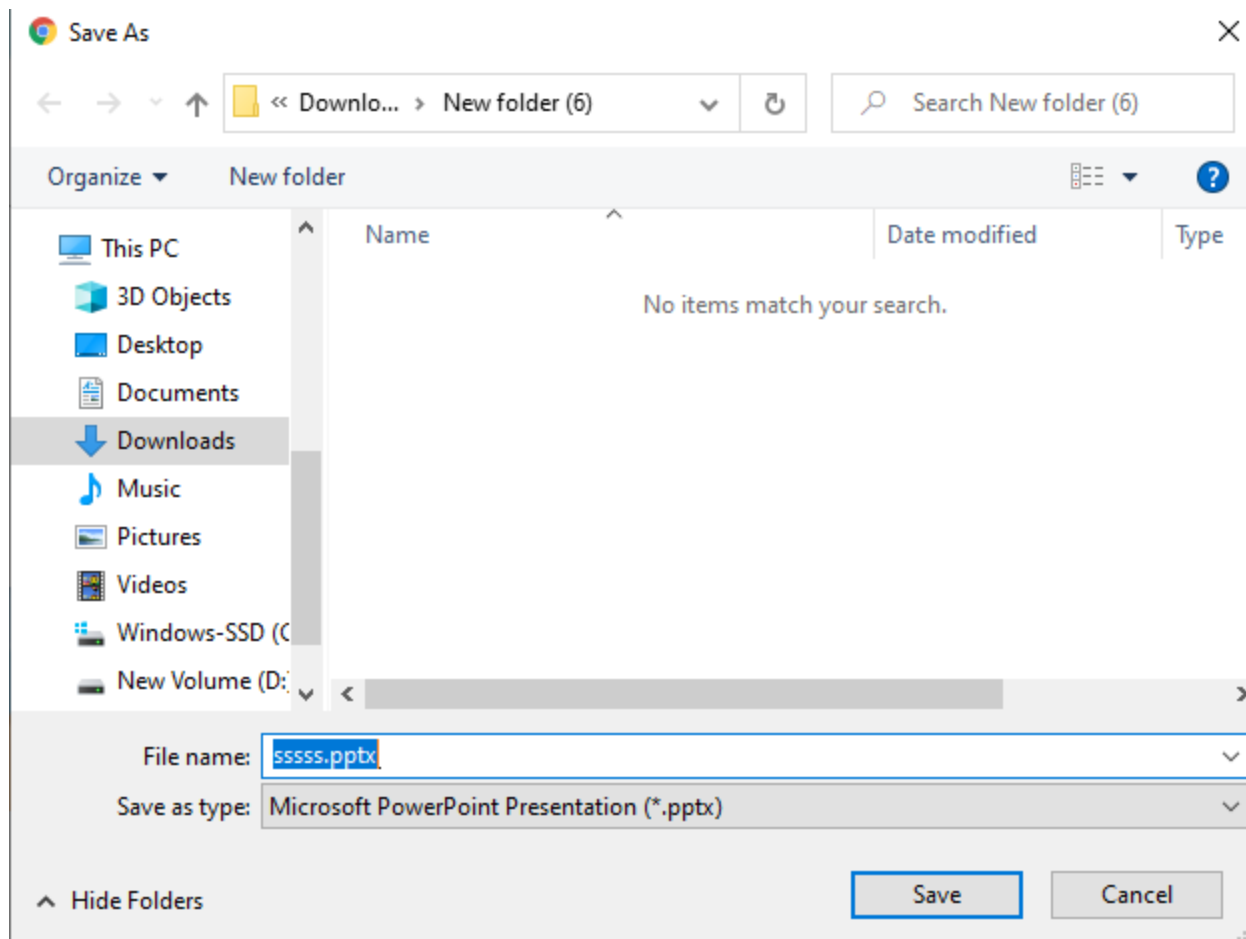 Save As
« Downlo... › New folder (6)
Search New folder (6)
Organize
New folder
?
Name
Date modified
Type
No items match your search.
This PC
3D Objects
Desktop
Documents
Downloads
Music
Pictures
Videos
Windows-SSD (C
New Volume (D:
File name: sssss.pptx
Save as type: Microsoft PowerPoint Presentation (*.pptx)
Hide Folders
Save
Cancel